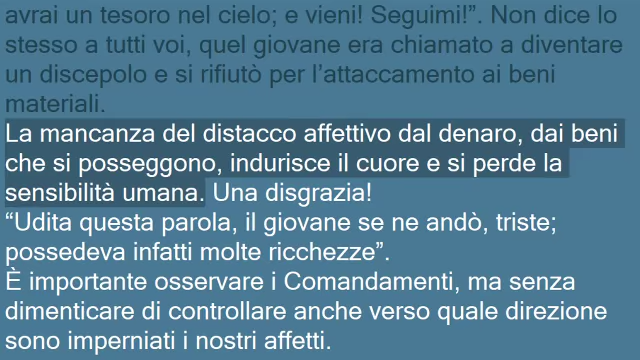 avrai un tesoro nel cielo; e vieni! Seguimi!”. Non dice lo
stesso a tutti voi, quel giovane era chiamato a diventare
un discepolo e si rifiutò per l’attaccamento ai beni
materiali.
La mancanza del distacco affettivo dal denaro, dai beni
che si posseggono, indurisce il cuore e si perde la
sensibilità umana. Una disgrazia!
“Udita questa parola, il giovane se ne andò, triste;
possedeva infatti molte ricchezze”.
È importante osservare i Comandamenti, ma senza
dimenticare di controllare anche verso quale direzione
sono imperniati i nostri affetti.